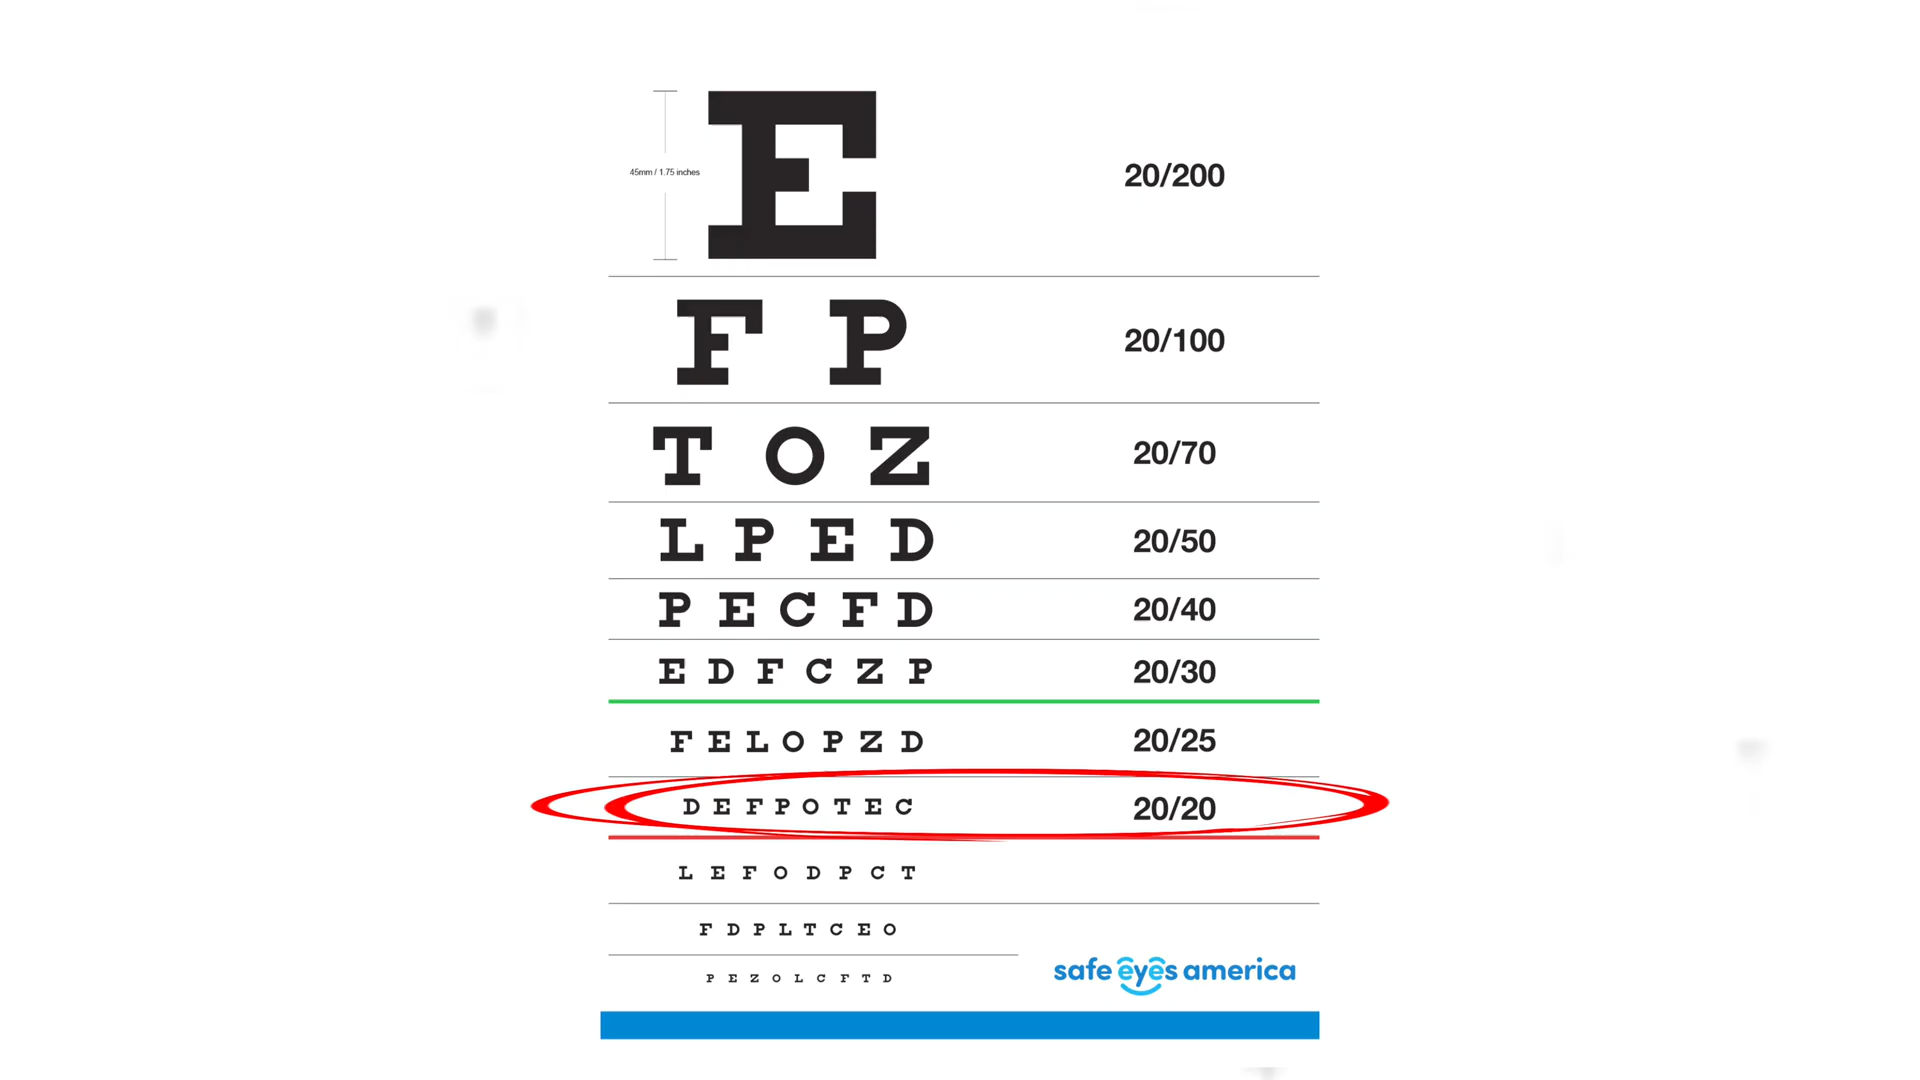 E 20/200
45mm / 1.75 inches
F P 20/100
T O Z 20/70
L P E D 20/50
P E C F D 20/40
E D F C Z P 20/30
F E L O P Z D 20/25
D E F P O T E C 20/20
L E F O D P C T
F D P L T C E O
P E Z O L C F T D
safe eyes america